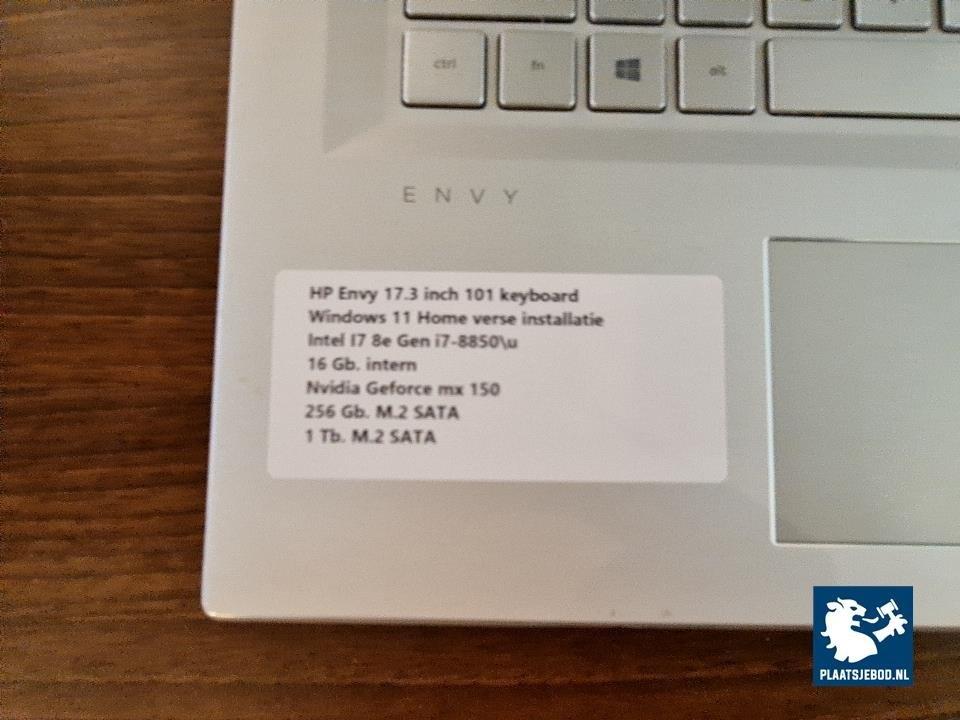 ctrl fn alt
ENVY
HP Envy 17.3 inch 101 keyboard
Windows 11 Home verse installatie
Intel I7 8e Gen i7-8850\u
16 Gb. intern
Nvidia Geforce mx 150
256 Gb. M.2 SATA
1 Tb. M.2 SATA
PLAATSJEBOD.NL